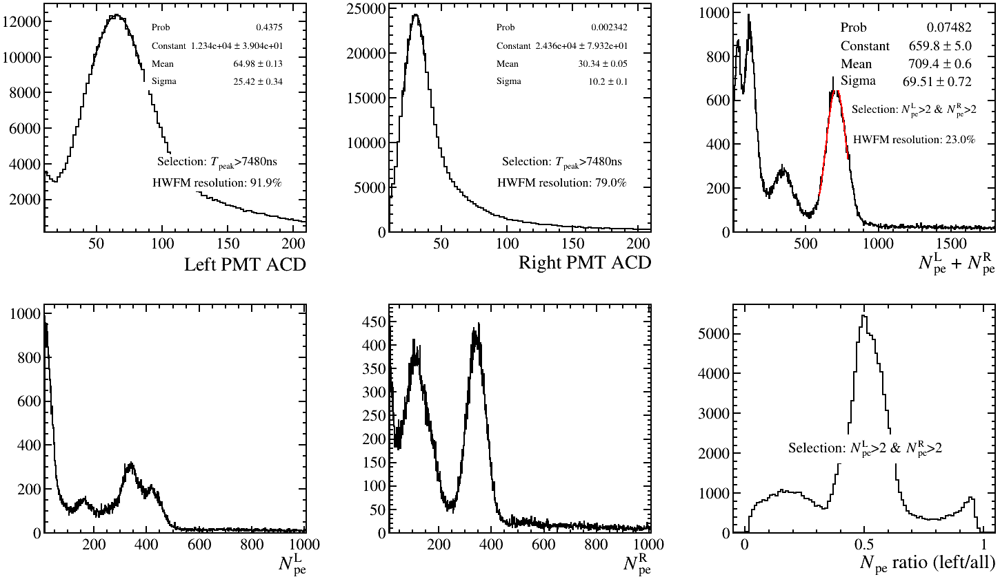 12000
10000
8000
6000
4000
2000
50
100
150
200
Left PMT ACD
Prob 0.4375
Constant 1.234e+04 ± 3.904e+01
Mean 64.98 ± 0.13
Sigma 25.42 ± 0.34
Selection: T_peak>7480ns
HWFM resolution: 91.9%
25000
20000
15000
10000
5000
0
50
100
150
200
Right PMT ACD
Prob 0.002342
Constant 2.436e+04 ± 7.932e+01
Mean 30.34 ± 0.05
Sigma 10.2 ± 0.1
Selection: T_peak>7480ns
HWFM resolution: 79.0%
1000
800
600
400
200
0
500
1000
1500
N^L_pe + N^R_pe
Prob 0.07482
Constant 659.8 ± 5.0
Mean 709.4 ± 0.6
Sigma 69.51 ± 0.72
Selection: N^L_pe>2 & N^R_pe>2
HWFM resolution: 23.0%
1000
800
600
400
200
0
200
400
600
800
1000
N^L_pe
450
400
350
300
250
200
150
100
50
0
200
400
600
800
1000
N^R_pe
5000
4000
3000
2000
1000
0
0
0.5
1
N_pe ratio (left/all)
Selection: N^L_pe>2 & N^R_pe>2